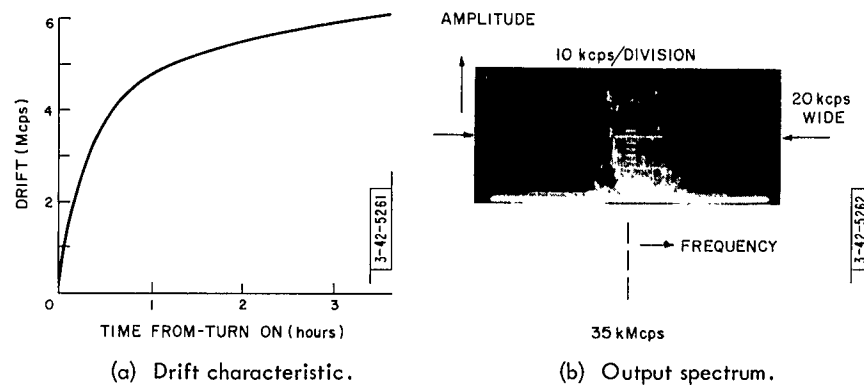 6
4
2
0
DRIFT (Mcps)
1
2
3
TIME FROM-TURN ON (hours)
3-42-5261
(a) Drift characteristic.
AMPLITUDE
10 kcps/DIVISION
20 kcps
WIDE
FREQUENCY
35 kMcps
3-42-5262
(b) Output spectrum.